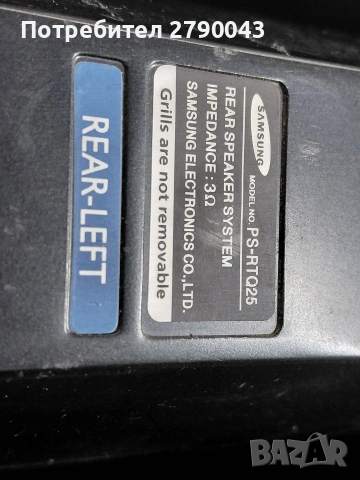 Потребител 2790043
SAMSUNG
MODEL NO. PS-RTQ25
REAR SPEAKER SYSTEM
IMPEDANCE : 3Ω
SAMSUNG ELECTRONICS CO.,LTD.
Grills are not removable
REAR-LEFT
BAZAR